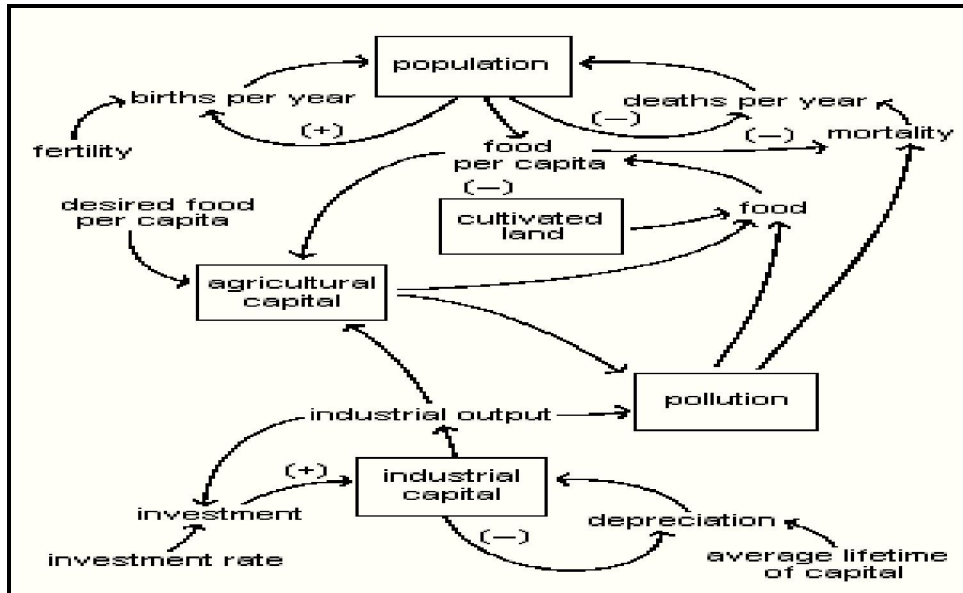 population
births per year
deaths per year
(+)
(—)
(—)
mortality
fertility
food
per capita
(—)
desired food
per capita
cultivated
land
food
agricultural
capital
pollution
industrial output
(+)
industrial
capital
investment
(—)
depreciation
investment rate
average lifetime
of capital